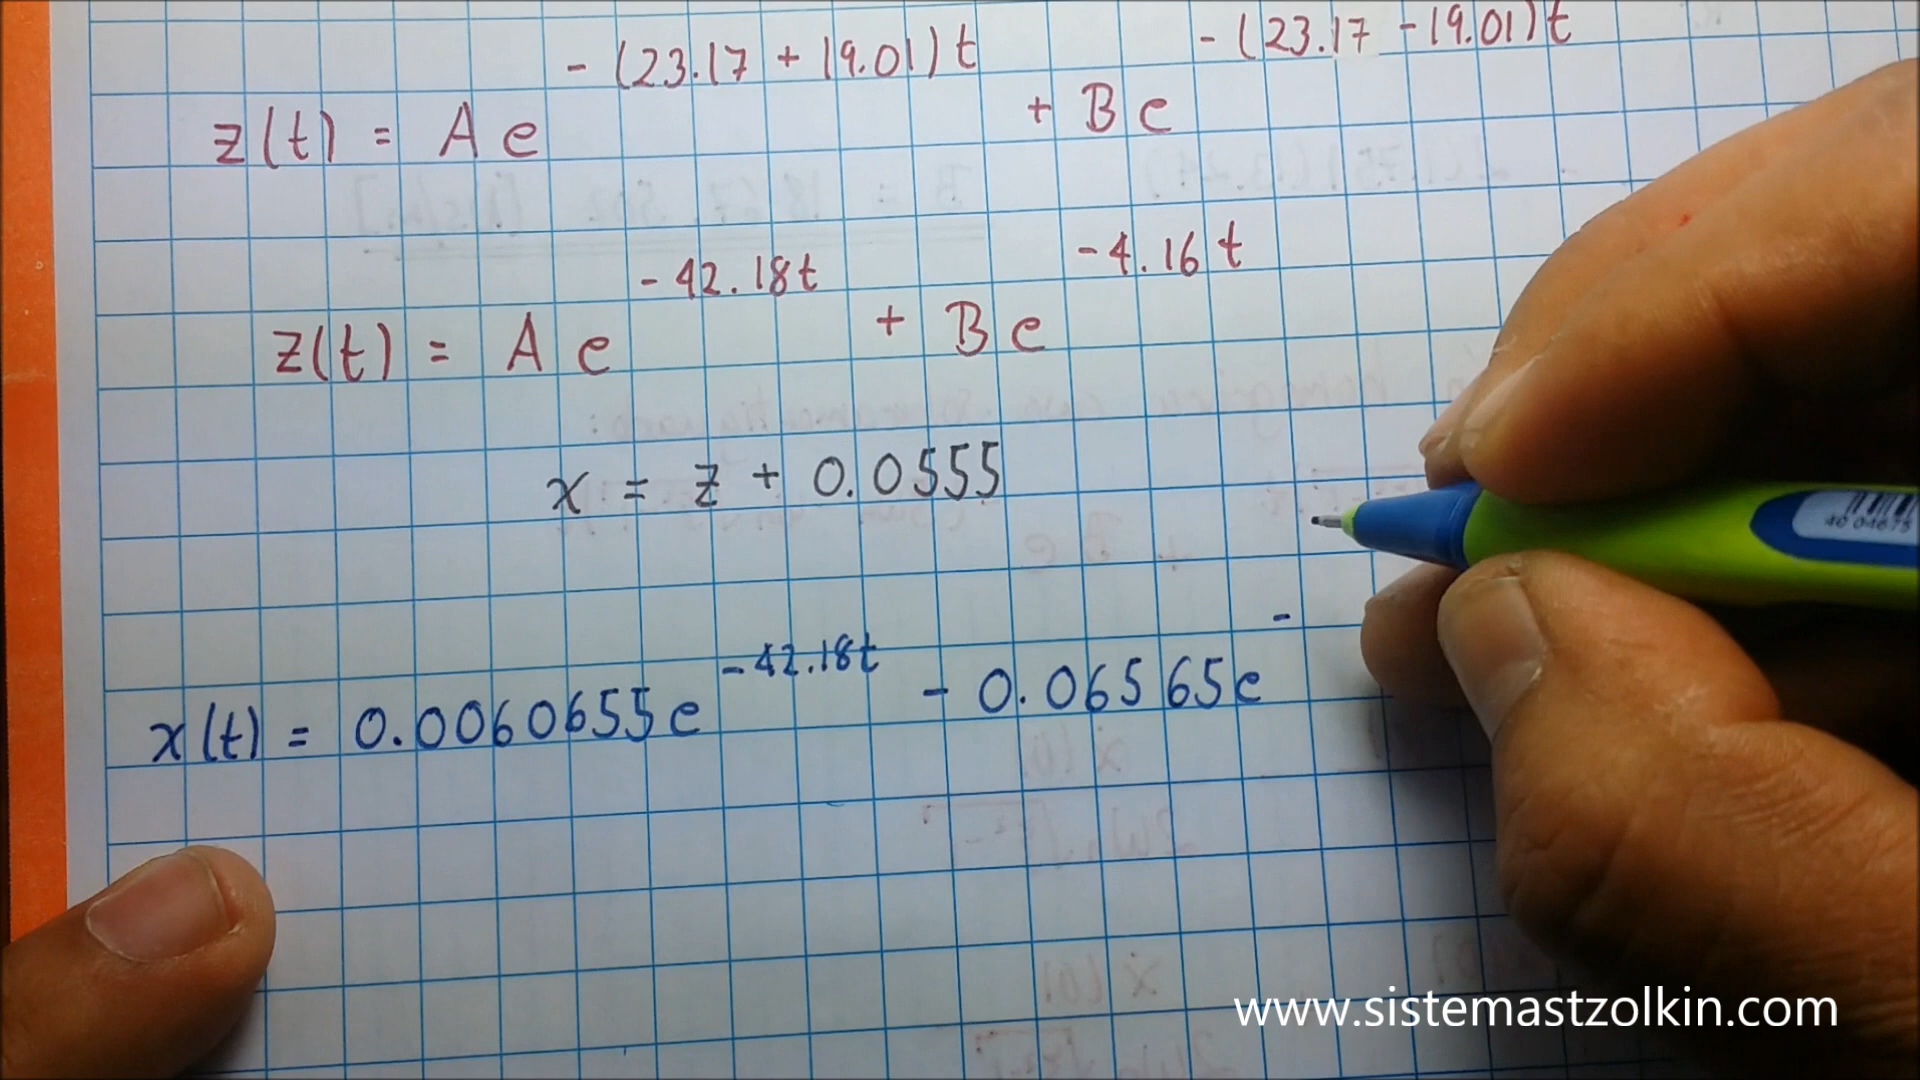 z(t) = A e^-(23.17 + 19.01)t + B e^-(23.17 - 19.01)t
z(t) = A e^-42.18t + B e^-4.16t
x = z + 0.0555
x(t) = 0.0060655e^-42.18t - 0.06565e^-
www.sistemastzolkin.com